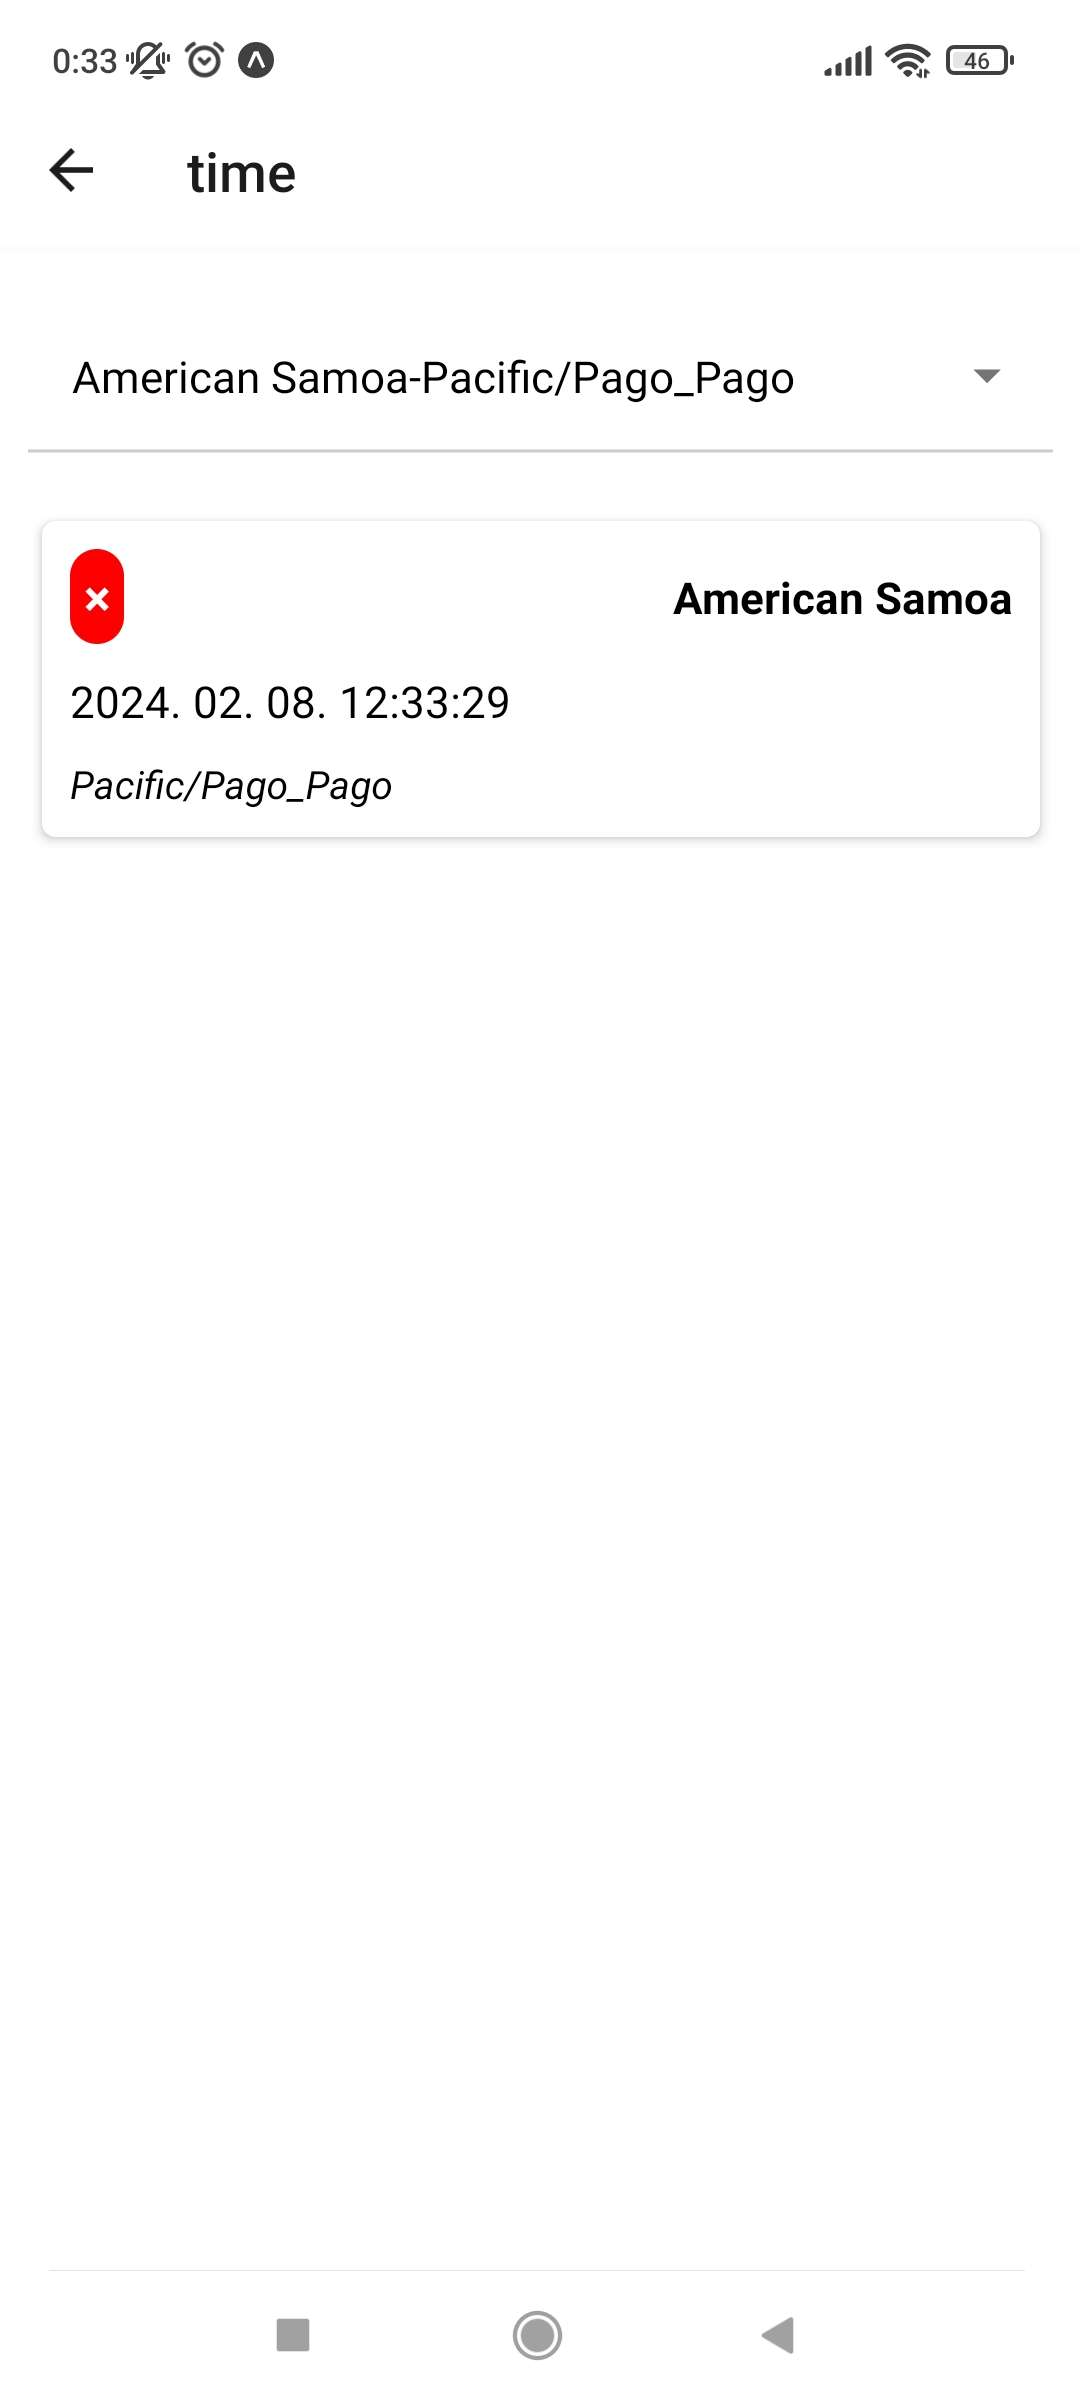 0:33
46
time
American Samoa-Pacific/Pago_Pago
American Samoa
2024. 02. 08. 12:33:29
Pacific/Pago_Pago